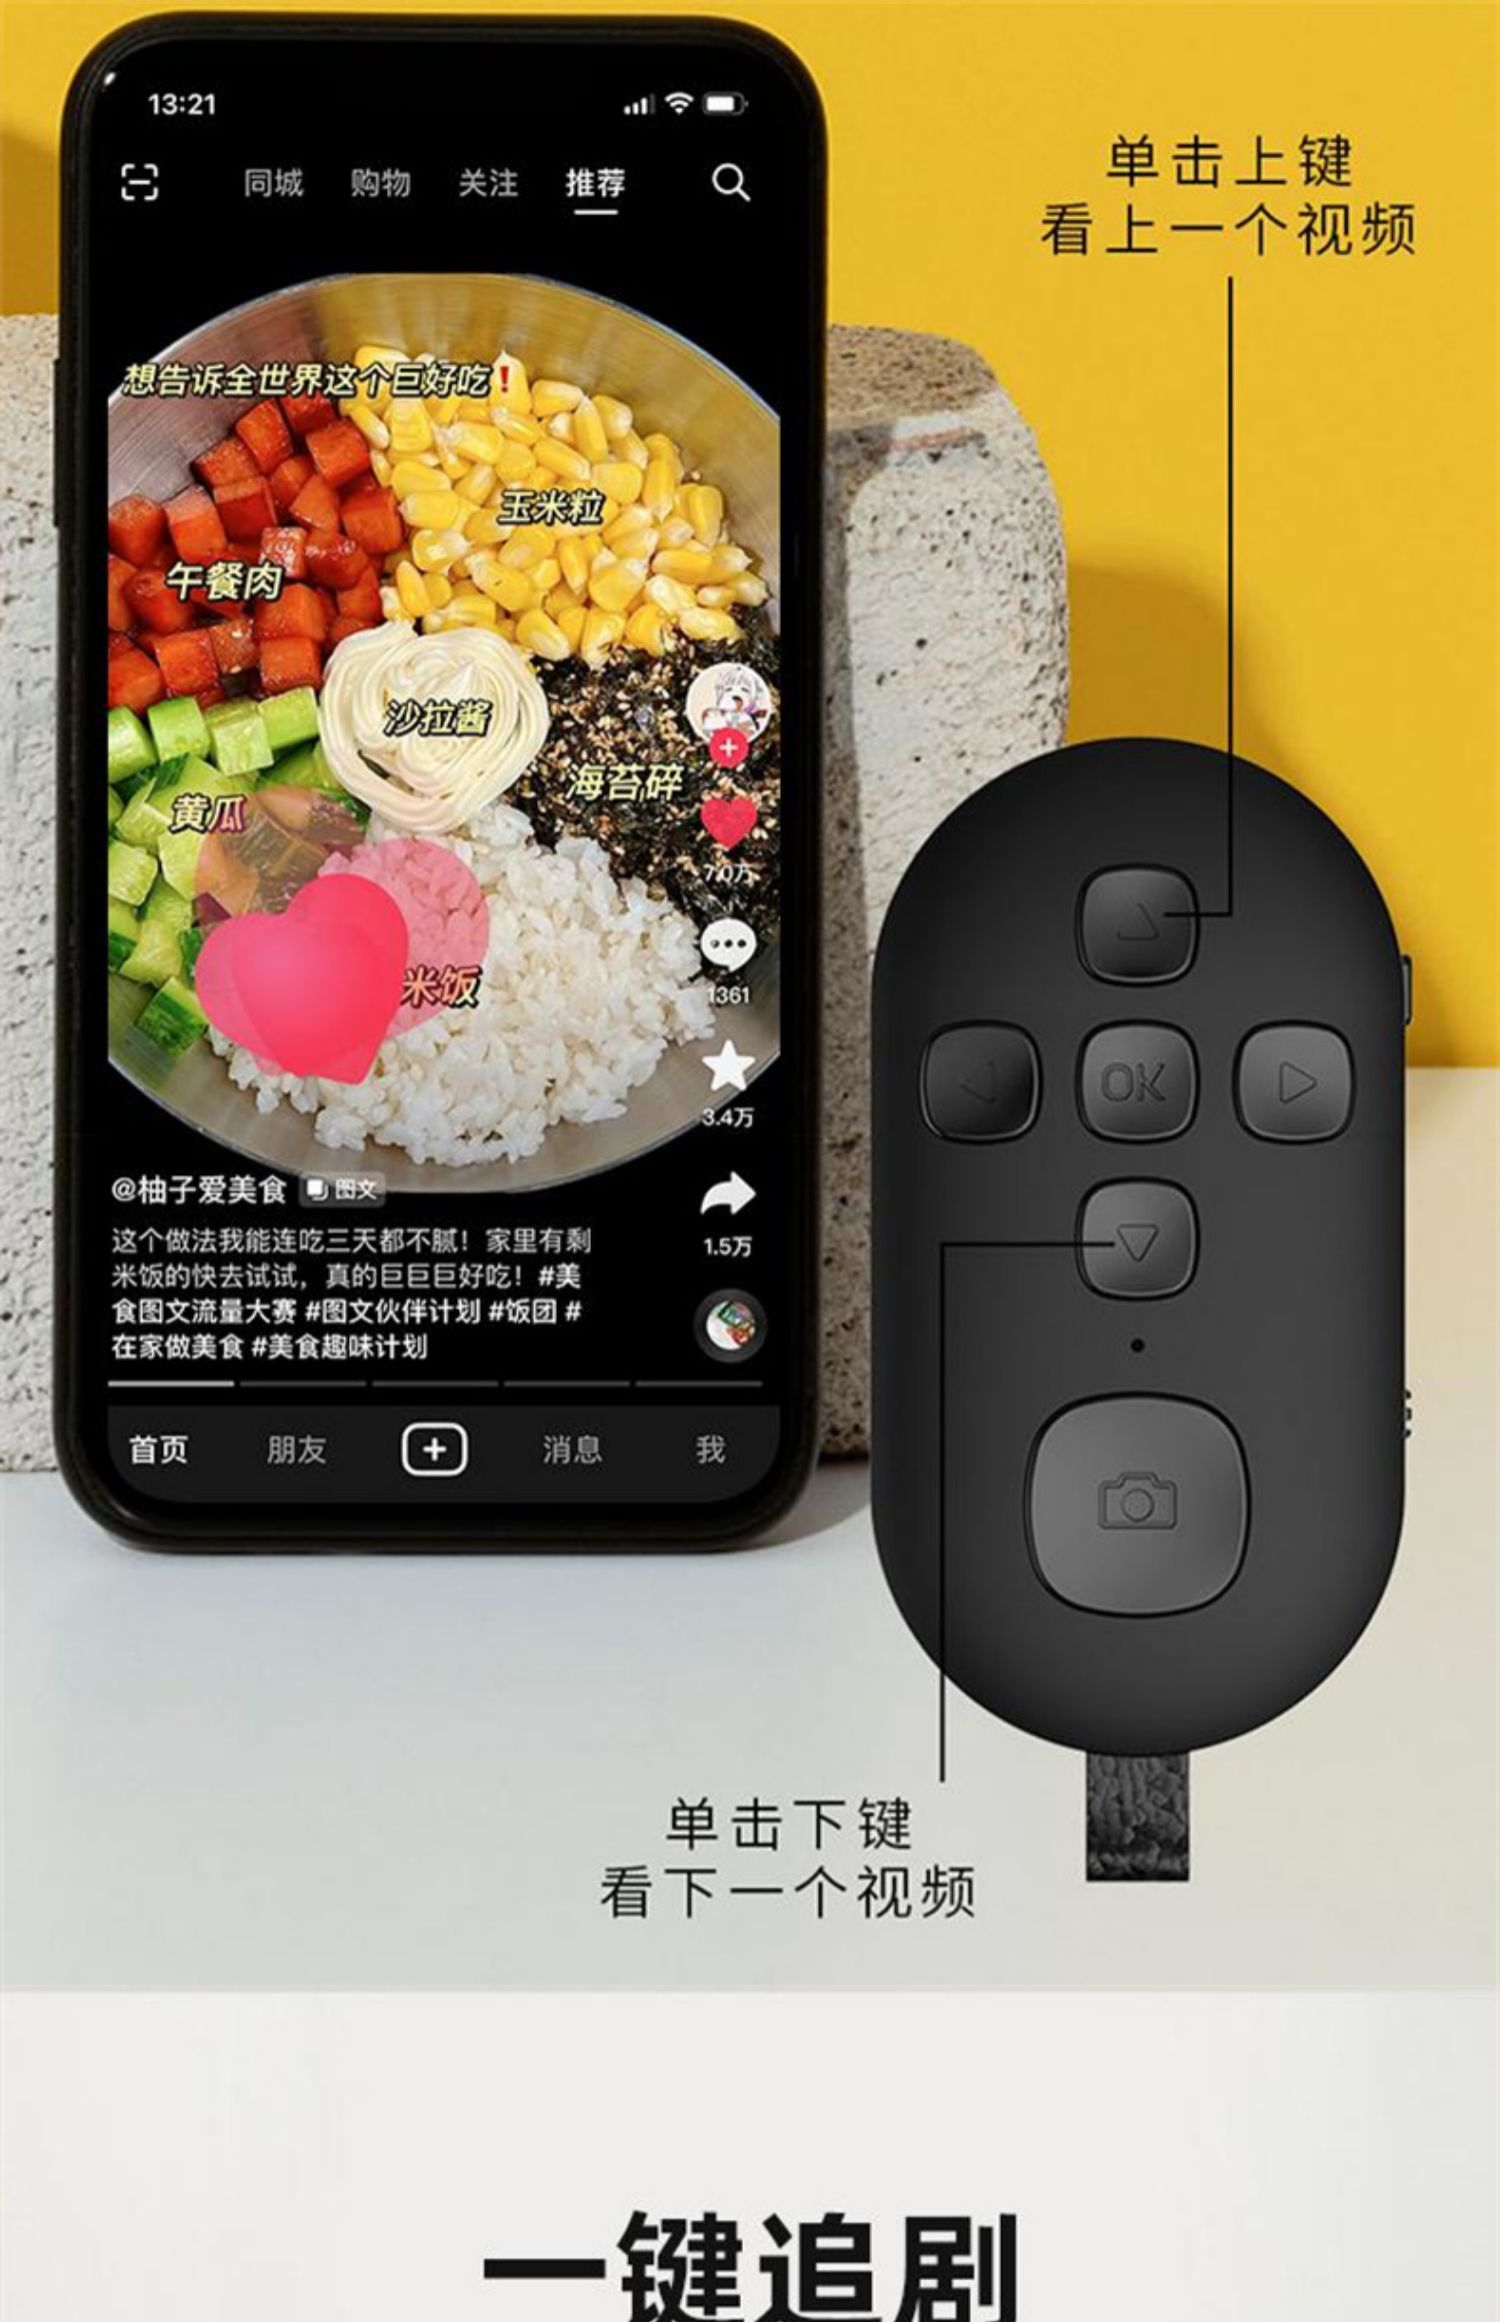 13:21
同城 购物 关注 推荐
单击上键
看上一个视频
想告诉全世界这个巨好吃❗
玉米粒
午餐肉
沙拉酱
海苔碎
黄瓜
米饭
7.0万
1361
3.4万
1.5万
OK
@柚子爱美食 图文
这个做法我能连吃三天都不腻！家里有剩
米饭的快去试试，真的巨巨巨好吃！#美
食图文流量大赛 #图文伙伴计划 #饭团 #
在家做美食 #美食趣味计划
首页 朋友 消息 我
单击下键
看下一个视频
一键追剧